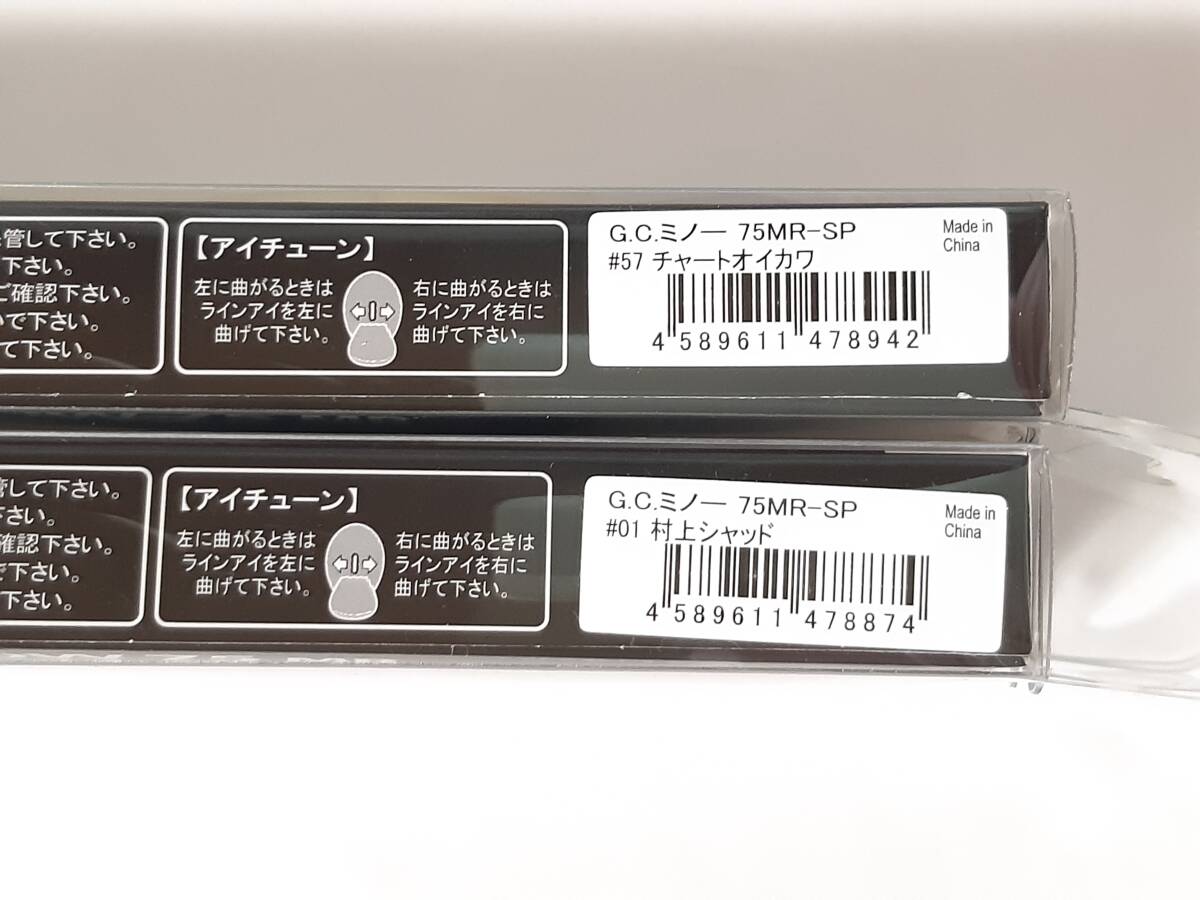 管して下さい。
下さい。
ご確認下さい。
いで下さい。
て下さい。
【アイチューン】
左に曲がるときは
ラインアイを左に
曲げて下さい。
右に曲がるときは
ラインアイを右に
曲げて下さい。
G.C.ミノー 75MR-SP
#57 チャートオイカワ
Made in
China
4 589611 478942
管して下さい。
下さい。
確認下さい。
で下さい。
下さい。
【アイチューン】
左に曲がるときは
ラインアイを左に
曲げて下さい。
右に曲がるときは
ラインアイを右に
曲げて下さい。
G.C.ミノー 75MR-SP
#01 村上シャッド
Made in
China
4 589611 478874